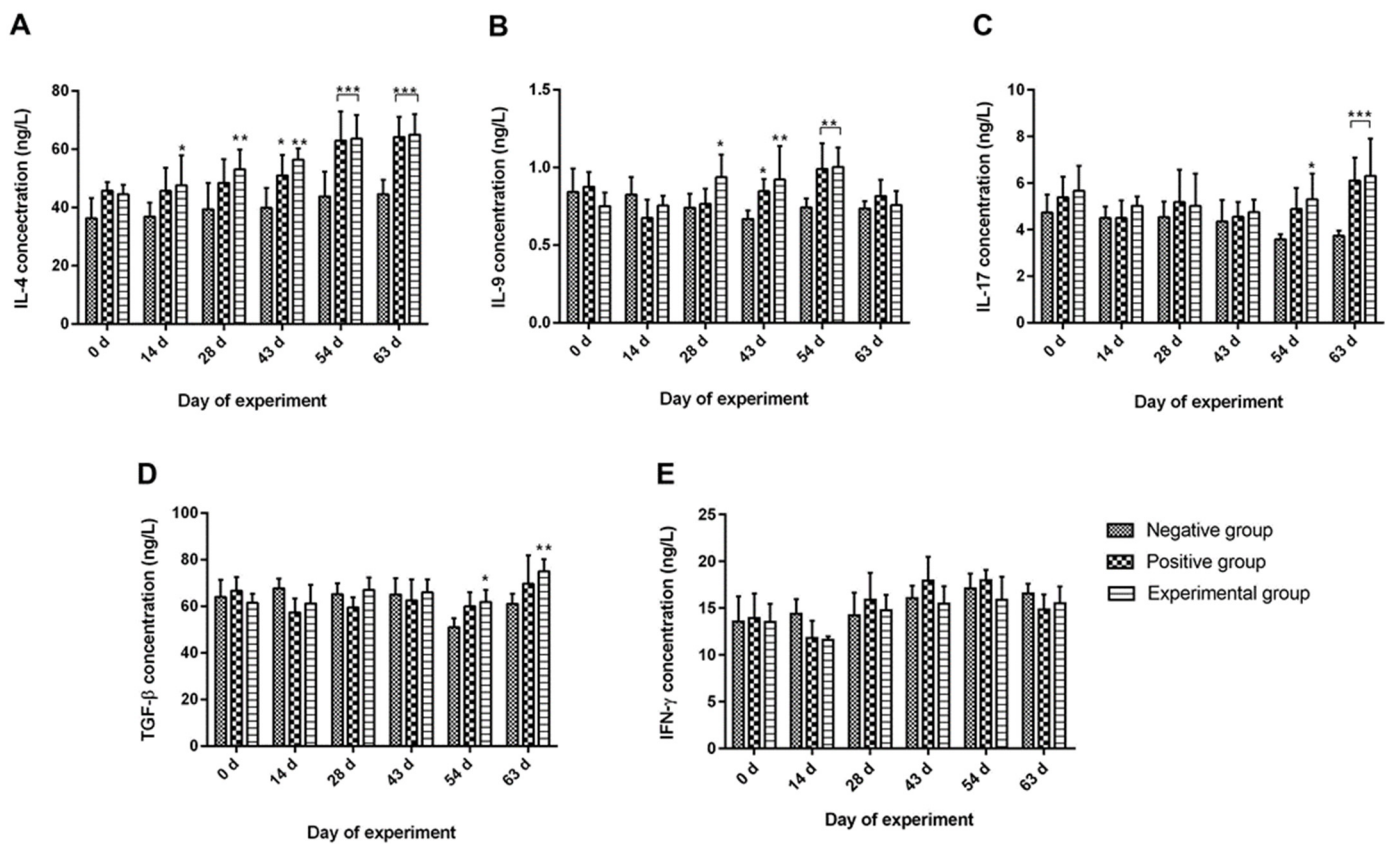 A
IL-4 concentration (ng/L)
80
60
40
20
0
* ** * ** *** ***
0 d 14 d 28 d 43 d 54 d 63 d
Day of experiment
B
IL-9 concentration (ng/L)
1.5
1.0
0.5
0.0
* * ** **
0 d 14 d 28 d 43 d 54 d 63 d
Day of experiment
C
IL-17 concentration (ng/L)
10
8
6
4
2
0
* ***
0 d 14 d 28 d 43 d 54 d 63 d
Day of experiment
D
TGF-β concentration (ng/L)
100
80
60
40
20
0
* **
0 d 14 d 28 d 43 d 54 d 63 d
Day of experiment
E
IFN-γ concentration (ng/L)
25
20
15
10
5
0
0 d 14 d 28 d 43 d 54 d 63 d
Day of experiment
Negative group
Positive group
Experimental group